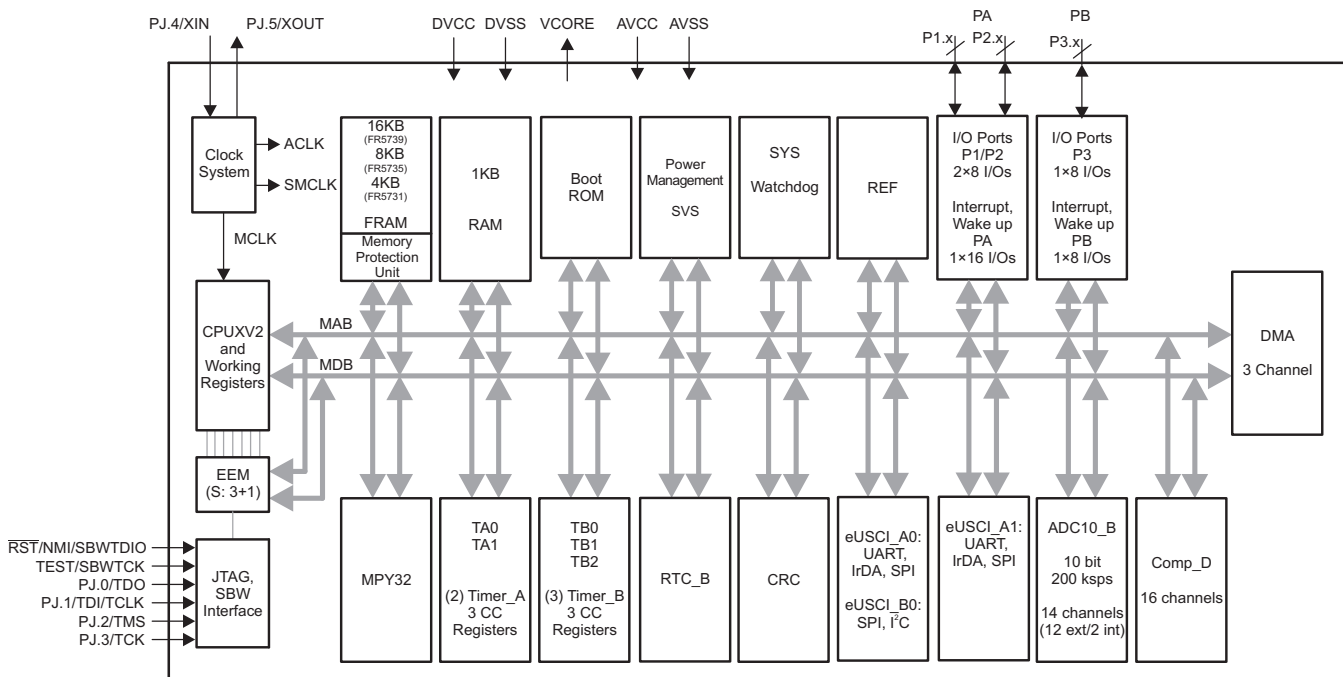 PJ.4/XIN
PJ.5/XOUT
DVCC
DVSS
VCORE
AVCC
AVSS
PA
P1.x
P2.x
PB
P3.x
Clock
System
ACLK
SMCLK
MCLK
16KB
(FR5739)
8KB
(FR5735)
4KB
(FR5731)
FRAM
Memory
Protection
Unit
1KB
RAM
Boot
ROM
Power
Management
SVS
SYS
Watchdog
REF
I/O Ports
P1/P2
2×8 I/Os
Interrupt,
Wake up
PA
1×16 I/Os
I/O Ports
P3
1×8 I/Os
Interrupt,
Wake up
PB
1×8 I/Os
CPUXV2
and
Working
Registers
MAB
MDB
DMA
3 Channel
EEM
(S: 3+1)
RST/NMI/SBWTDIO
TEST/SBWTCK
PJ.0/TDO
PJ.1/TDI/TCLK
PJ.2/TMS
PJ.3/TCK
JTAG,
SBW
Interface
MPY32
TA0
TA1
(2) Timer_A
3 CC
Registers
TB0
TB1
TB2
(3) Timer_B
3 CC
Registers
RTC_B
CRC
eUSCI_A0:
UART,
IrDA, SPI
eUSCI_B0:
SPI, I²C
eUSCI_A1:
UART,
IrDA, SPI
ADC10_B
10 bit
200 ksps
14 channels
(12 ext/2 int)
Comp_D
16 channels